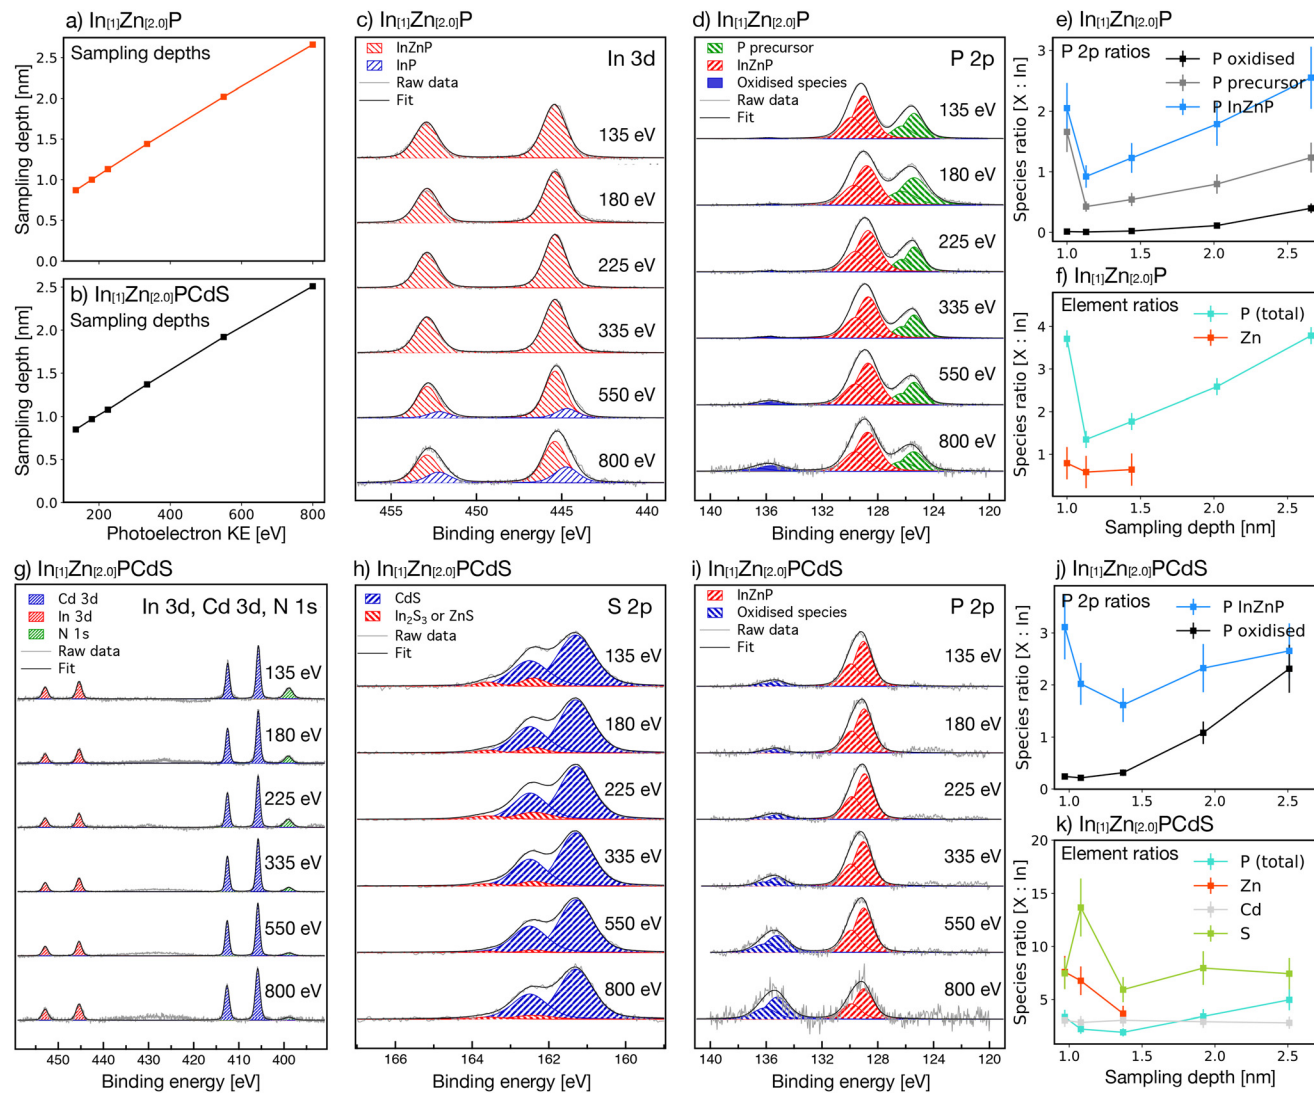 a) In[1]Zn[2.0]P
Sampling depths
Sampling depth [nm]
2.5
2.0
1.5
1.0
0.5
0.0
b) In[1]Zn[2.0]PCdS
Sampling depths
Sampling depth [nm]
2.5
2.0
1.5
1.0
0.5
0.0
200 400 600 800
Photoelectron KE [eV]
c) In[1]Zn[2.0]P
InZnP
InP
Raw data
Fit
In 3d
135 eV
180 eV
225 eV
335 eV
550 eV
800 eV
455 450 445 440
Binding energy [eV]
d) In[1]Zn[2.0]P
P precursor
InZnP
Oxidised species
Raw data
Fit
P 2p
135 eV
180 eV
225 eV
335 eV
550 eV
800 eV
140 136 132 128 124 120
Binding energy [eV]
e) In[1]Zn[2.0]P
P 2p ratios
P oxidised
P precursor
P InZnP
Species ratio [X : In]
3
2
1
0
f) In[1]Zn[2.0]P
Element ratios
P (total)
Zn
Species ratio [X : In]
4
3
2
1
1.0 1.5 2.0 2.5
Sampling depth [nm]
g) In[1]Zn[2.0]PCdS
Cd 3d
In 3d
N 1s
Raw data
Fit
In 3d, Cd 3d, N 1s
135 eV
180 eV
225 eV
335 eV
550 eV
800 eV
450 440 430 420 410 400
Binding energy [eV]
h) In[1]Zn[2.0]PCdS
CdS
In2S3 or ZnS
Raw data
Fit
S 2p
135 eV
180 eV
225 eV
335 eV
550 eV
800 eV
166 164 162 160
Binding energy [eV]
i) In[1]Zn[2.0]PCdS
InZnP
Oxidised species
Raw data
Fit
P 2p
135 eV
180 eV
225 eV
335 eV
550 eV
800 eV
140 136 132 128 124 120
Binding energy [eV]
j) In[1]Zn[2.0]PCdS
P 2p ratios
P InZnP
P oxidised
Species ratio [X : In]
3
2
1
0
1.0 1.5 2.0 2.5
k) In[1]Zn[2.0]PCdS
Element ratios
P (total)
Zn
Cd
S
Species ratio [X : In]
20
15
10
5
1.0 1.5 2.0 2.5
Sampling depth [nm]